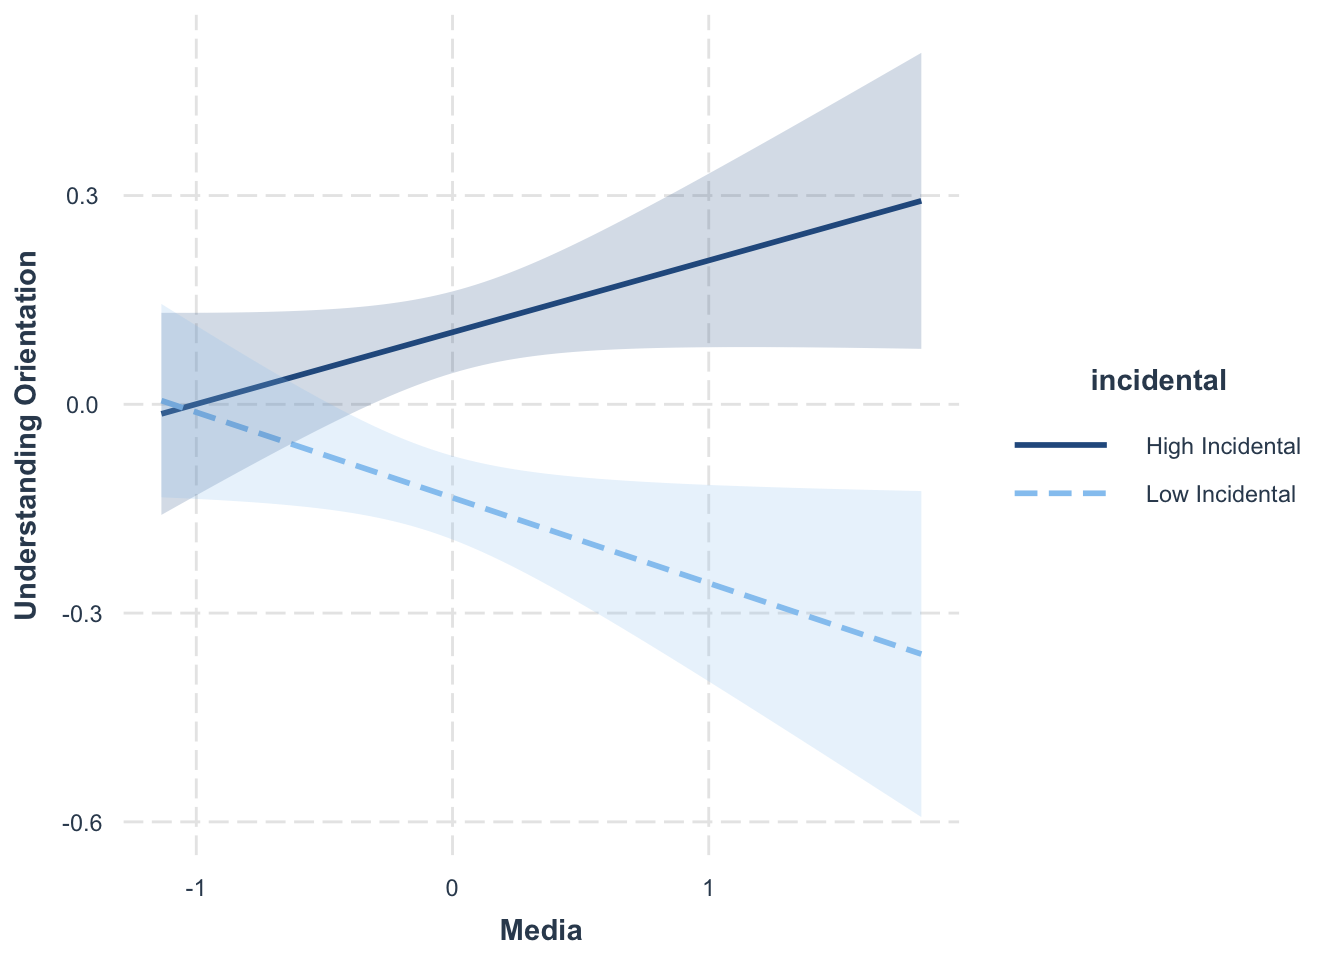 Understanding Orientation
0.3
0.0
-0.3
-0.6
-1
0
1
Media
incidental
High Incidental
Low Incidental